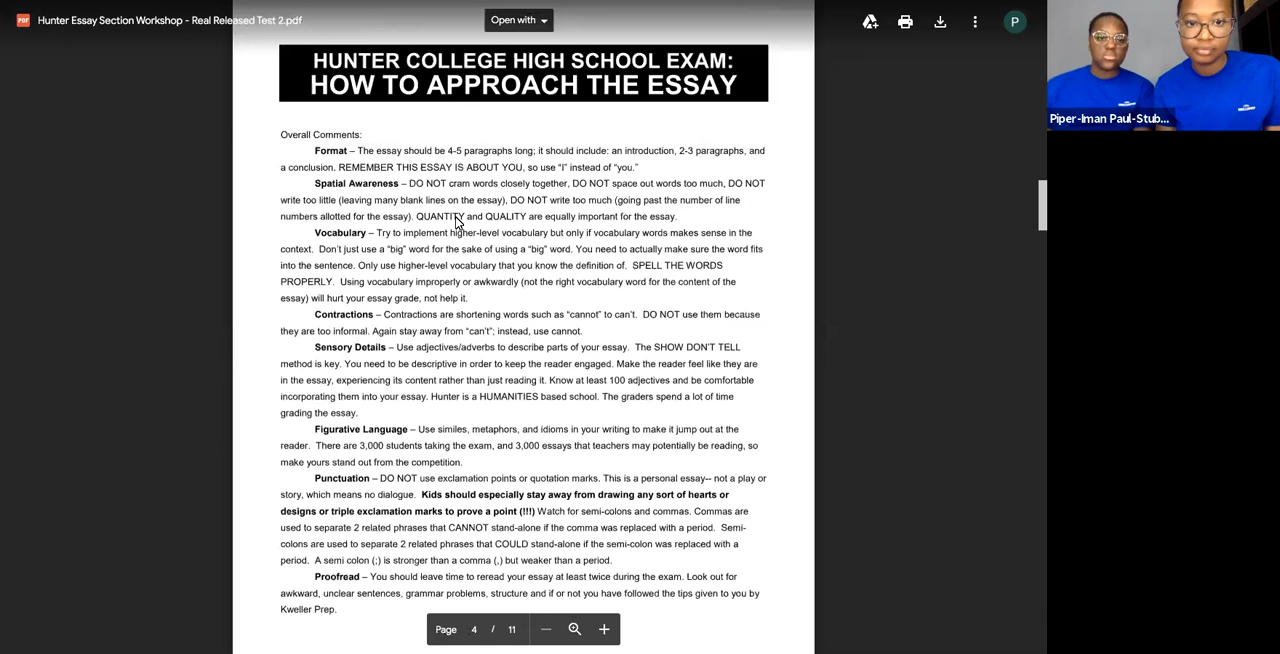 Hunter Essay Section Workshop - Real Released Test 2.pdf
Open with
P
Piper-Iman Paul-Stub...
HUNTER COLLEGE HIGH SCHOOL EXAM:
HOW TO APPROACH THE ESSAY
Overall Comments:
Format – The essay should be 4-5 paragraphs long; it should include: an introduction, 2-3 paragraphs, and
a conclusion. REMEMBER THIS ESSAY IS ABOUT YOU, so use “I” instead of “you.”
Spatial Awareness – DO NOT cram words closely together, DO NOT space out words too much, DO NOT
write too little (leaving many blank lines on the essay), DO NOT write too much (going past the number of line
numbers allotted for the essay). QUANTITY and QUALITY are equally important for the essay.
Vocabulary – Try to implement higher-level vocabulary but only if vocabulary words makes sense in the
context. Don’t just use a “big” word for the sake of using a “big” word. You need to actually make sure the word fits
into the sentence. Only use higher-level vocabulary that you know the definition of. SPELL THE WORDS
PROPERLY. Using vocabulary improperly or awkwardly (not the right vocabulary word for the content of the
essay) will hurt your essay grade, not help it.
Contractions – Contractions are shortening words such as “cannot” to can’t. DO NOT use them because
they are too informal. Again stay away from “can’t”; instead, use cannot.
Sensory Details – Use adjectives/adverbs to describe parts of your essay. The SHOW DON’T TELL
method is key. You need to be descriptive in order to keep the reader engaged. Make the reader feel like they are
in the essay, experiencing its content rather than just reading it. Know at least 100 adjectives and be comfortable
incorporating them into your essay. Hunter is a HUMANITIES based school. The graders spend a lot of time
grading the essay.
Figurative Language – Use similes, metaphors, and idioms in your writing to make it jump out at the
reader. There are 3,000 students taking the exam, and 3,000 essays that teachers may potentially be reading, so
make yours stand out from the competition.
Punctuation – DO NOT use exclamation points or quotation marks. This is a personal essay-- not a play or
story, which means no dialogue. Kids should especially stay away from drawing any sort of hearts or
designs or triple exclamation marks to prove a point (!!!) Watch for semi-colons and commas. Commas are
used to separate 2 related phrases that CANNOT stand-alone if the comma was replaced with a period. Semi-
colons are used to separate 2 related phrases that COULD stand-alone if the semi-colon was replaced with a
period. A semi colon (;) is stronger than a comma (,) but weaker than a period.
Proofread – You should leave time to reread your essay at least twice during the exam. Look out for
awkward, unclear sentences, grammar problems, structure and if or not you have followed the tips given to you by
Kweller Prep.
Page 4 / 11